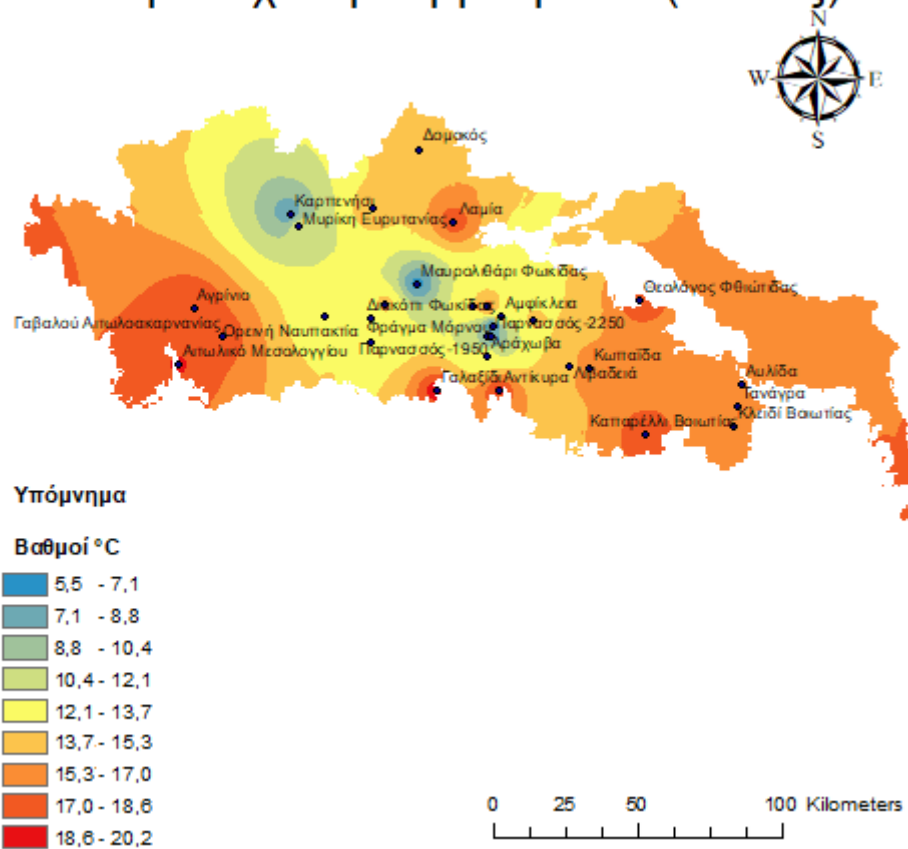 N
W E
S
Δομοκός
Καρπενήσι
Λαμία
Μυρίκη Ευρυτανίας
Μαυρολιθάρι Φωκίδας
Θεολόγος Φθιώτιδας
Αγρίνιο
Αμφίκλεια
Γαβαλού Αιτωλοακαρνανίας
Ορεινή Ναυπακτία
Φράγμα Μόρνου
Παρνασσός-2250
Αιτωλικό Μεσολογγίου
Παρνασσός-1950
Αράχωβα
Κωπαΐδα
Γαλαξίδι
Αντίκυρα
Λιβαδειά
Αυλίδα
Τανάγρα
Καπαρέλλι Βοιωτίας
Κλειδί Βοιωτίας
Υπόμνημα
Βαθμοί °C
5,5 - 7,1
7,1 - 8,8
8,8 - 10,4
10,4 - 12,1
12,1 - 13,7
13,7 - 15,3
15,3 - 17,0
17,0 - 18,6
18,6 - 20,2
0 25 50 100 Kilometers